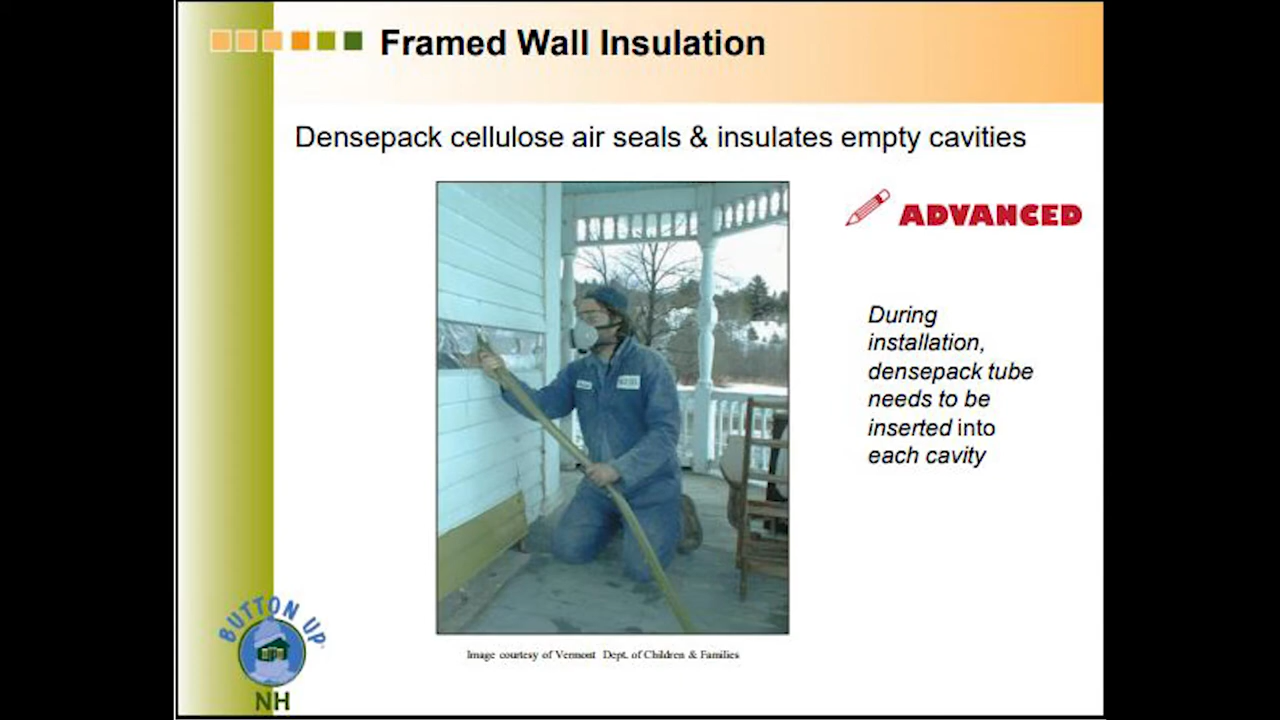 Framed Wall Insulation
Densepack cellulose air seals & insulates empty cavities
ADVANCED
During
installation,
densepack tube
needs to be
inserted into
each cavity
Image courtesy of Vermont Dept. of Children & Families
BUTTON UP
NH